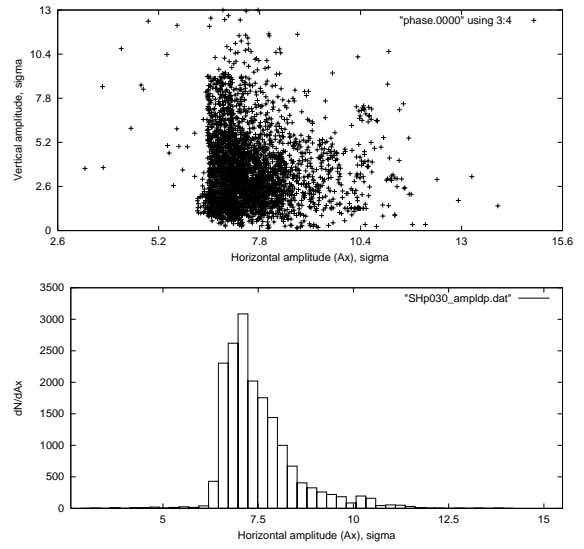 13
"phase.0000" using 3:4
10.4
7.8
5.2
2.6
0
Vertical amplitude, sigma
2.6 5.2 7.8 10.4 13 15.6
Horizontal amplitude (Ax), sigma
3500
"SHp030_ampldp.dat"
3000
2500
2000
1500
1000
500
0
dN/dAx
5 7.5 10 12.5 15
Horizontal amplitude (Ax), sigma